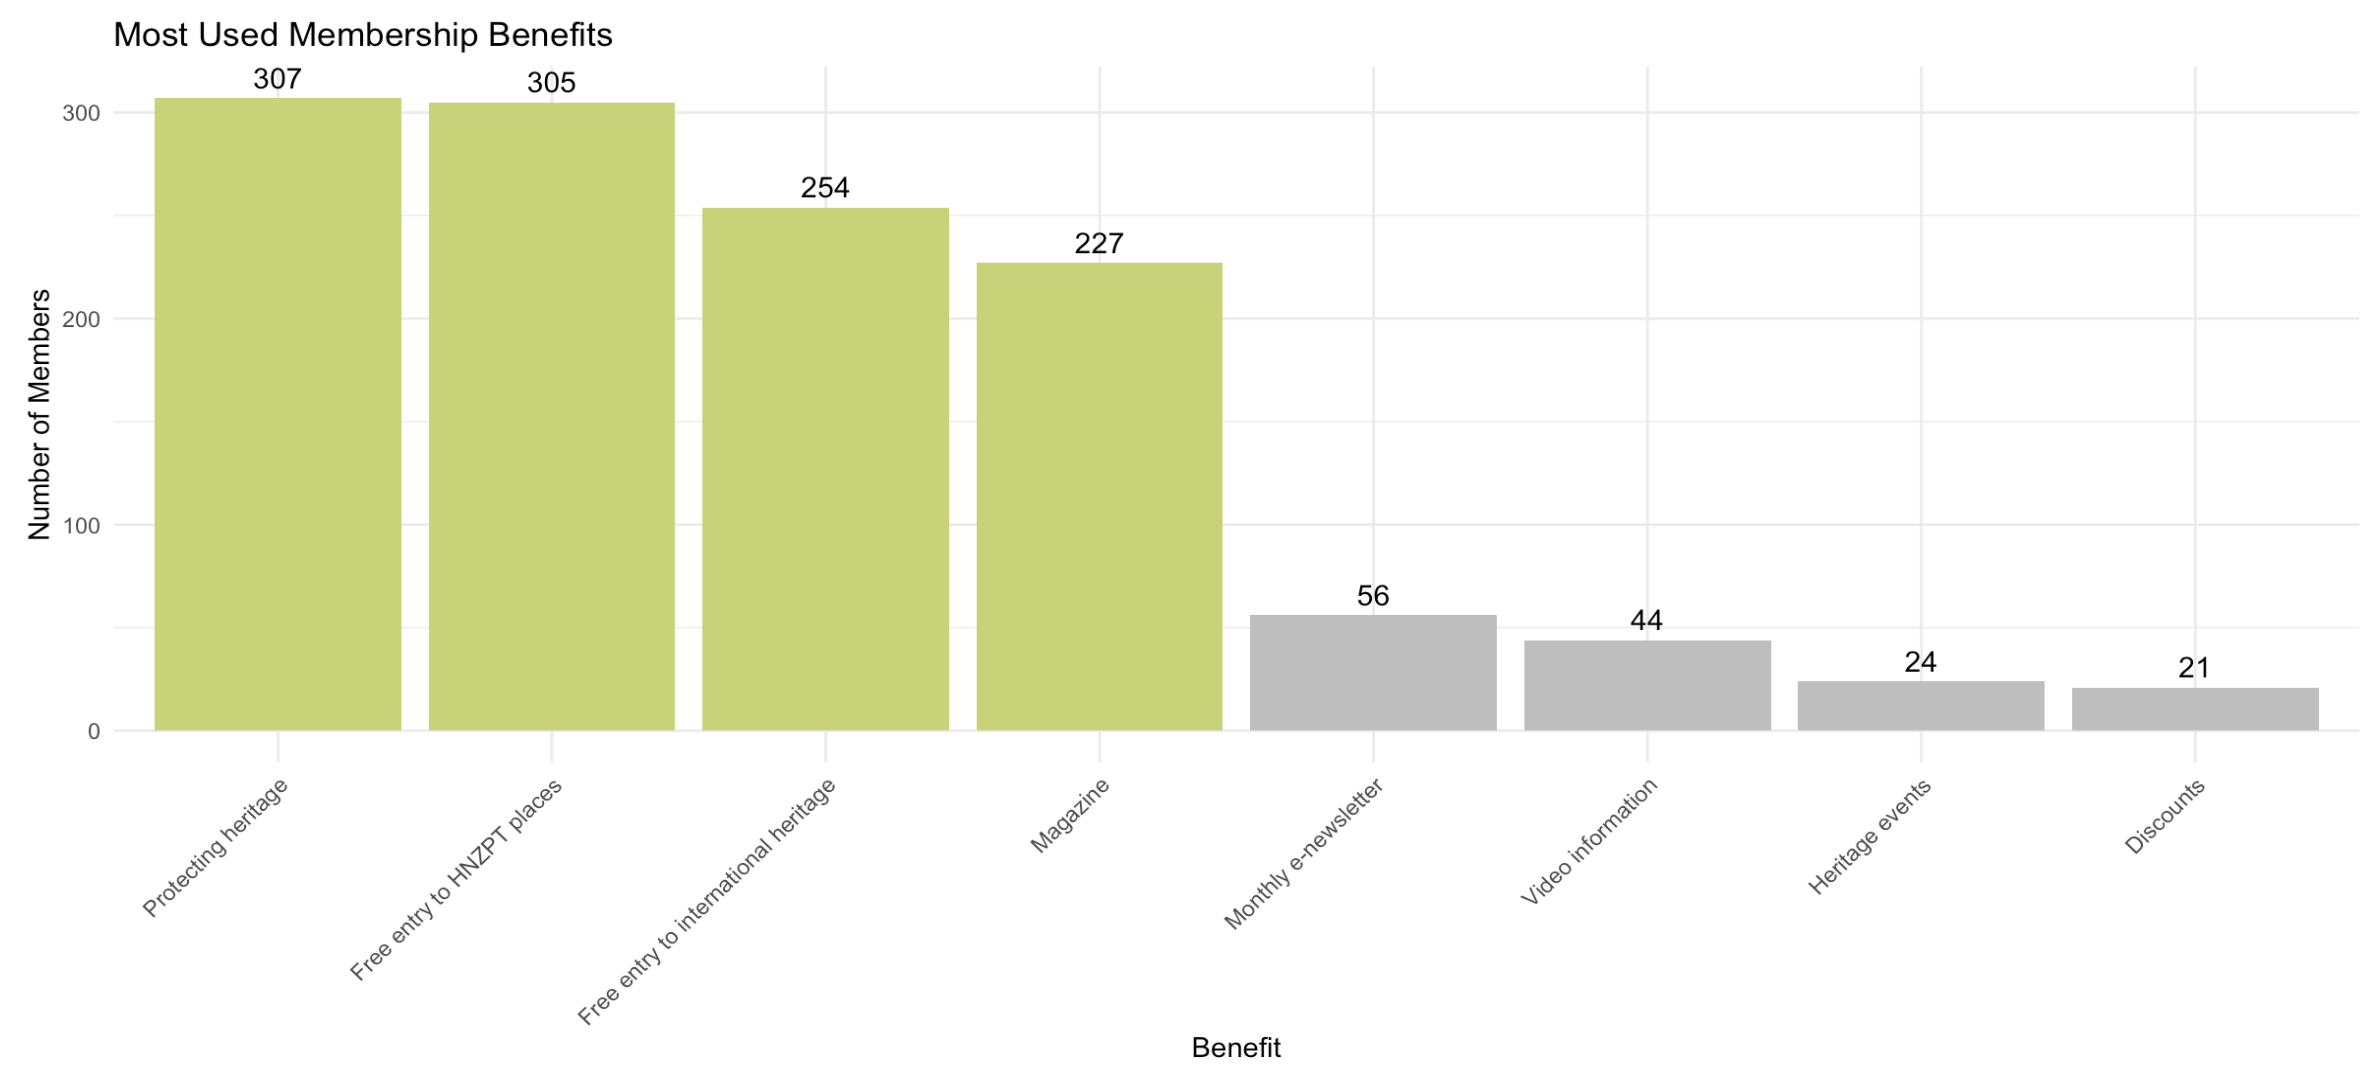 Most Used Membership Benefits
307
305
254
227
56
44
24
21
Number of Members
300
200
100
0
Protecting heritage
Free entry to HNZPT places
Free entry to international heritage
Magazine
Monthly e-newsletter
Video information
Heritage events
Discounts
Benefit